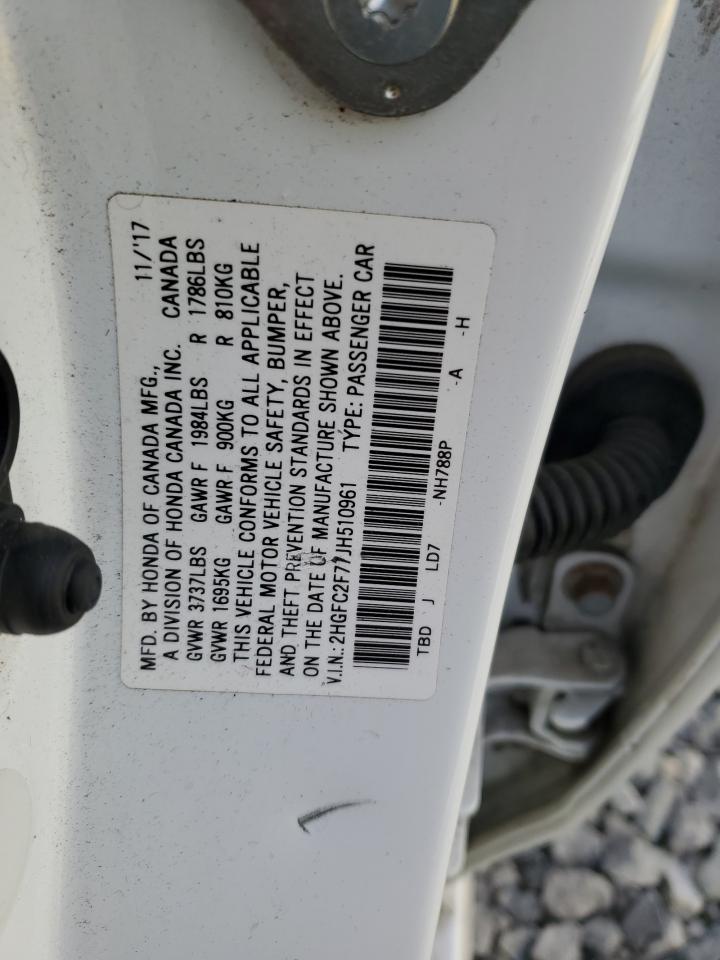 MFD. BY HONDA OF CANADA MFG., 11/'17
A DIVISION OF HONDA CANADA INC. CANADA
GVWR 3737LBS GAWR F 1984LBS R 1786LBS
GVWR 1695KG GAWR F 900KG R 810KG
THIS VEHICLE CONFORMS TO ALL APPLICABLE
FEDERAL MOTOR VEHICLE SAFETY, BUMPER,
AND THEFT PREVENTION STANDARDS IN EFFECT
ON THE DATE OF MANUFACTURE SHOWN ABOVE.
V.I.N.: 2HGFC2F77JH510961 TYPE: PASSENGER CAR
TBD J LD7 -NH788P -A -H